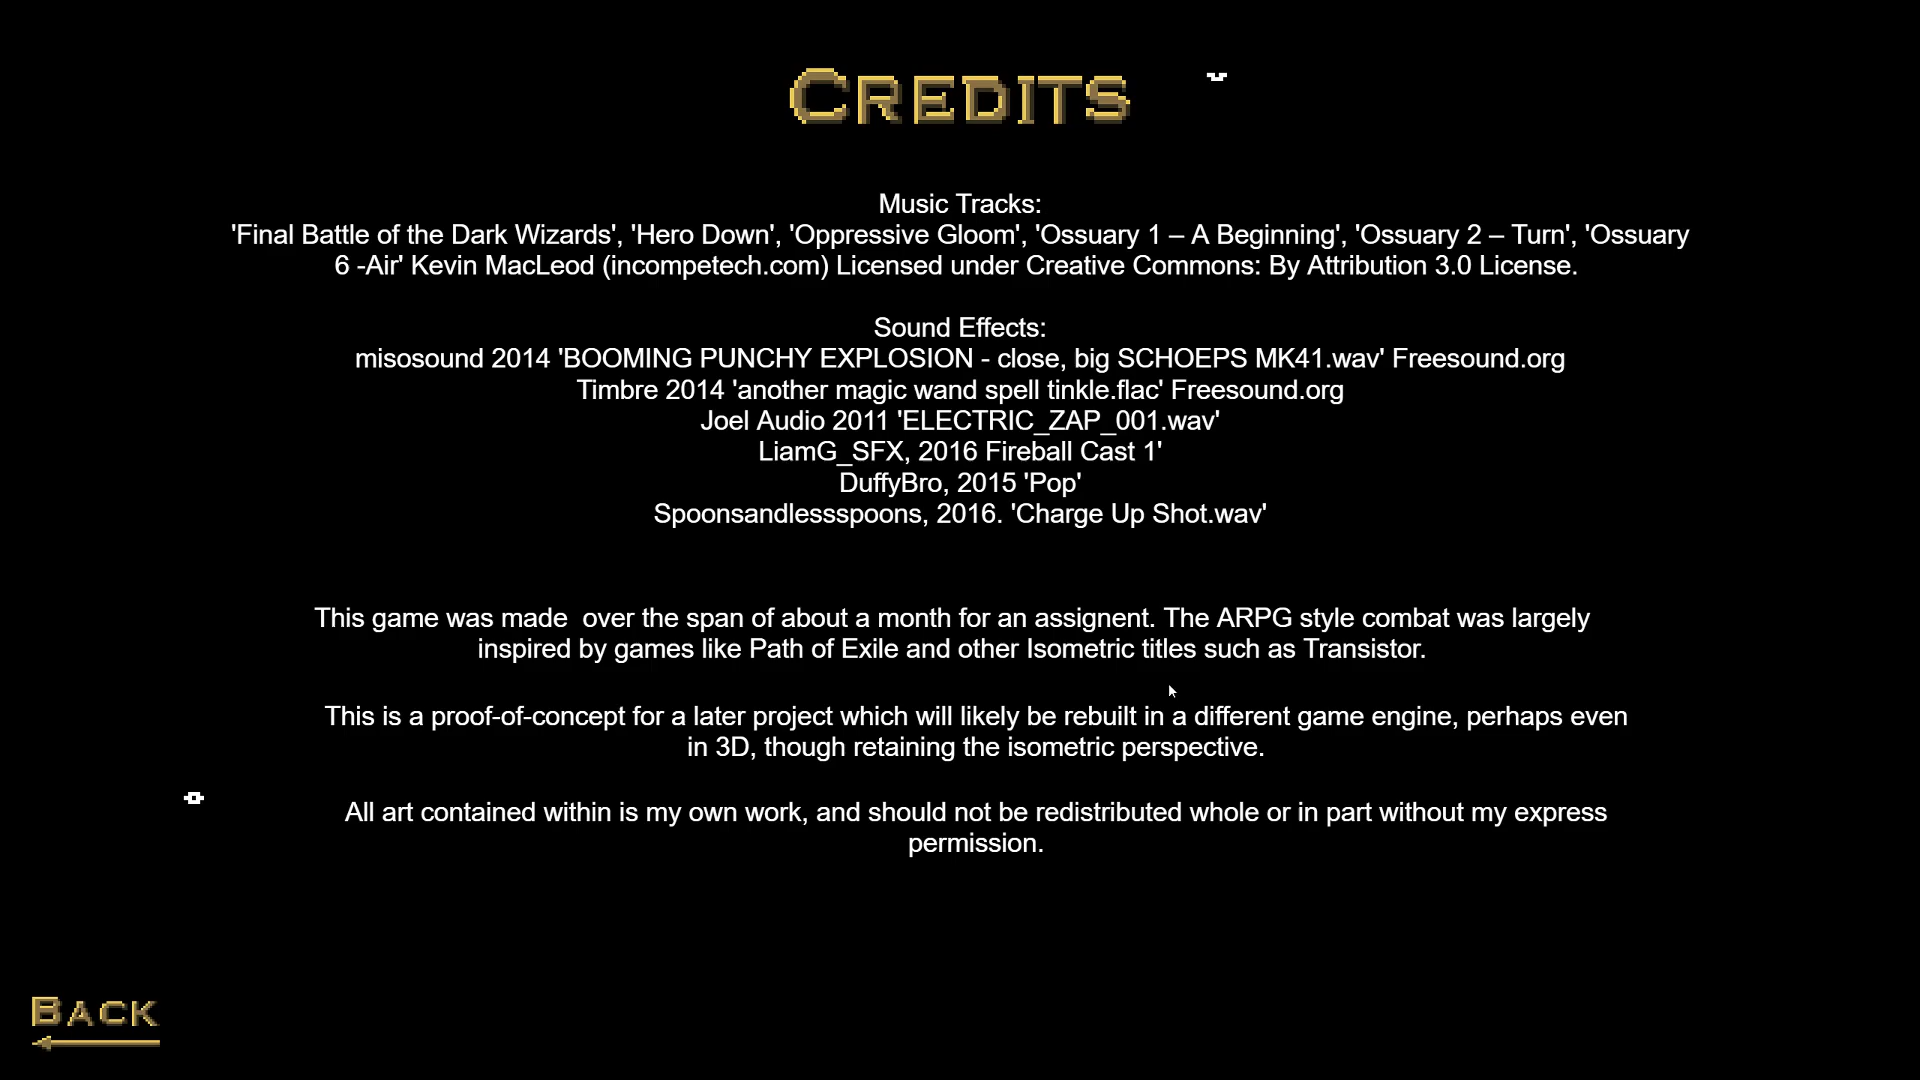 CREDITS
Music Tracks:
'Final Battle of the Dark Wizards', 'Hero Down', 'Oppressive Gloom', 'Ossuary 1 – A Beginning', 'Ossuary 2 – Turn', 'Ossuary
6 -Air' Kevin MacLeod (incompetech.com) Licensed under Creative Commons: By Attribution 3.0 License.
Sound Effects:
misosound 2014 'BOOMING PUNCHY EXPLOSION - close, big SCHOEPS MK41.wav' Freesound.org
Timbre 2014 'another magic wand spell tinkle.flac' Freesound.org
Joel Audio 2011 'ELECTRIC_ZAP_001.wav'
LiamG_SFX, 2016 Fireball Cast 1'
DuffyBro, 2015 'Pop'
Spoonsandlessspoons, 2016. 'Charge Up Shot.wav'
This game was made  over the span of about a month for an assignent. The ARPG style combat was largely
inspired by games like Path of Exile and other Isometric titles such as Transistor.
This is a proof-of-concept for a later project which will likely be rebuilt in a different game engine, perhaps even
in 3D, though retaining the isometric perspective.
All art contained within is my own work, and should not be redistributed whole or in part without my express
permission.
BACK